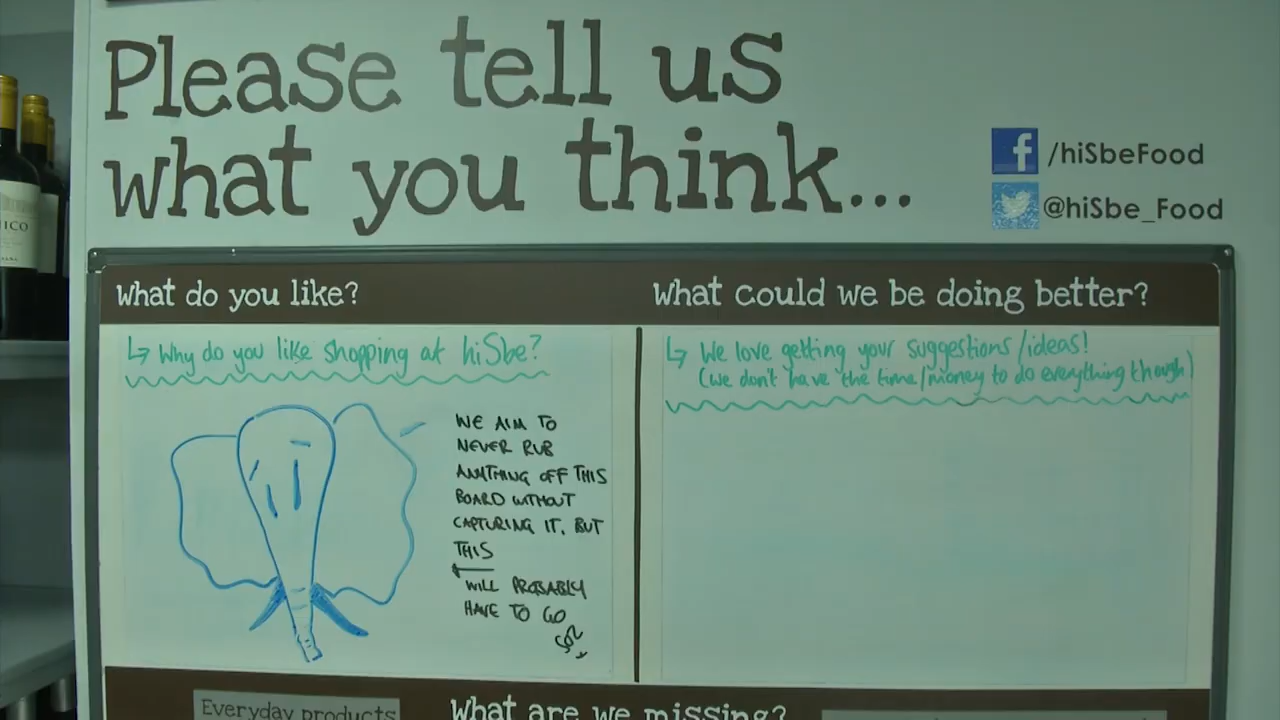 Please tell us
what you think...
/hiSbeFood
@hiSbe_Food
What do you like?
Why do you like shopping at hiSbe?
WE AIM TO
NEVER RUB
ANYTHING OFF THIS
BOARD WITHOUT
CAPTURING IT, BUT
THIS
WILL PROBABLY
HAVE TO GO
What could we be doing better?
We love getting your suggestions/ideas!
(we don't have the time/money to do everything though)
Everyday products
What are we missing?